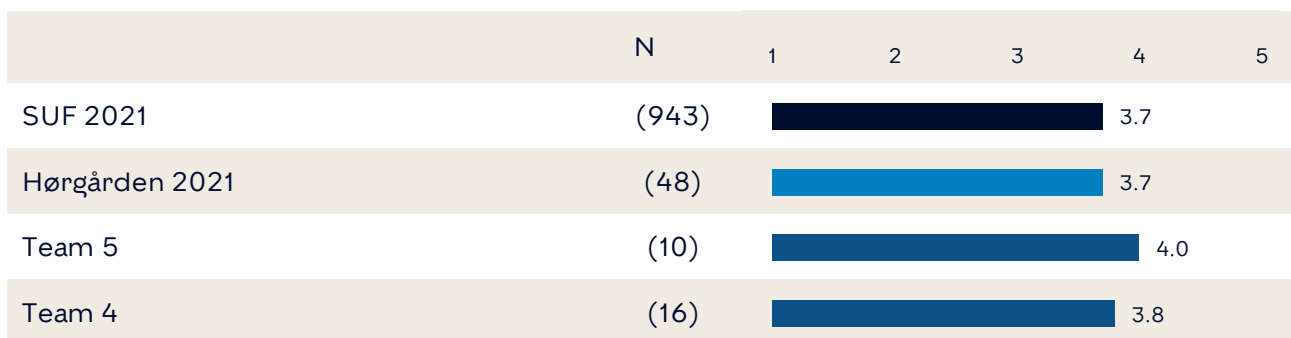 N 1 2 3 4 5
SUF 2021 (943) 3.7
Hørgården 2021 (48) 3.7
Team 5 (10) 4.0
Team 4 (16) 3.8